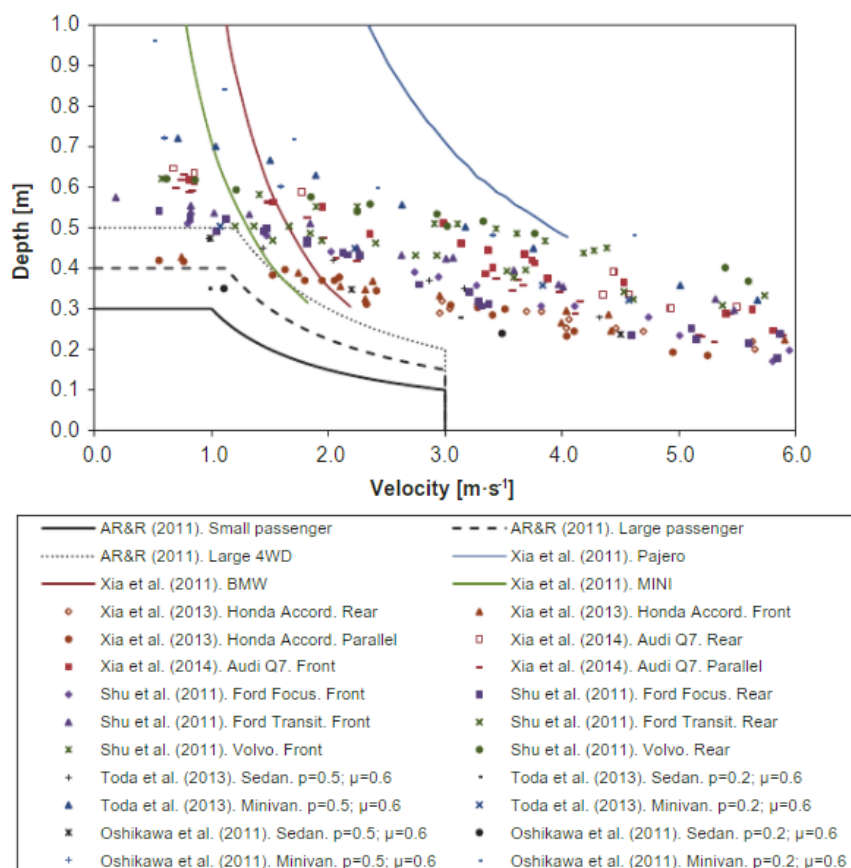 1.0
0.9
0.8
0.7
0.6
0.5
0.4
0.3
0.2
0.1
0.0
Depth [m]
0.0 1.0 2.0 3.0 4.0 5.0 6.0
Velocity [m·s⁻¹]
AR&R (2011). Small passenger
AR&R (2011). Large passenger
AR&R (2011). Large 4WD
Xia et al. (2011). Pajero
Xia et al. (2011). BMW
Xia et al. (2011). MINI
Xia et al. (2013). Honda Accord. Rear
Xia et al. (2013). Honda Accord. Front
Xia et al. (2013). Honda Accord. Parallel
Xia et al. (2014). Audi Q7. Rear
Xia et al. (2014). Audi Q7. Front
Xia et al. (2014). Audi Q7. Parallel
Shu et al. (2011). Ford Focus. Front
Shu et al. (2011). Ford Focus. Rear
Shu et al. (2011). Ford Transit. Front
Shu et al. (2011). Ford Transit. Rear
Shu et al. (2011). Volvo. Front
Shu et al. (2011). Volvo. Rear
Toda et al. (2013). Sedan. p=0.5; μ=0.6
Toda et al. (2013). Sedan. p=0.2; μ=0.6
Toda et al. (2013). Minivan. p=0.5; μ=0.6
Toda et al. (2013). Minivan. p=0.2; μ=0.6
Oshikawa et al. (2011). Sedan. p=0.5; μ=0.6
Oshikawa et al. (2011). Sedan. p=0.2; μ=0.6
Oshikawa et al. (2011). Minivan. p=0.5; μ=0.6
Oshikawa et al. (2011). Minivan. p=0.2; μ=0.6